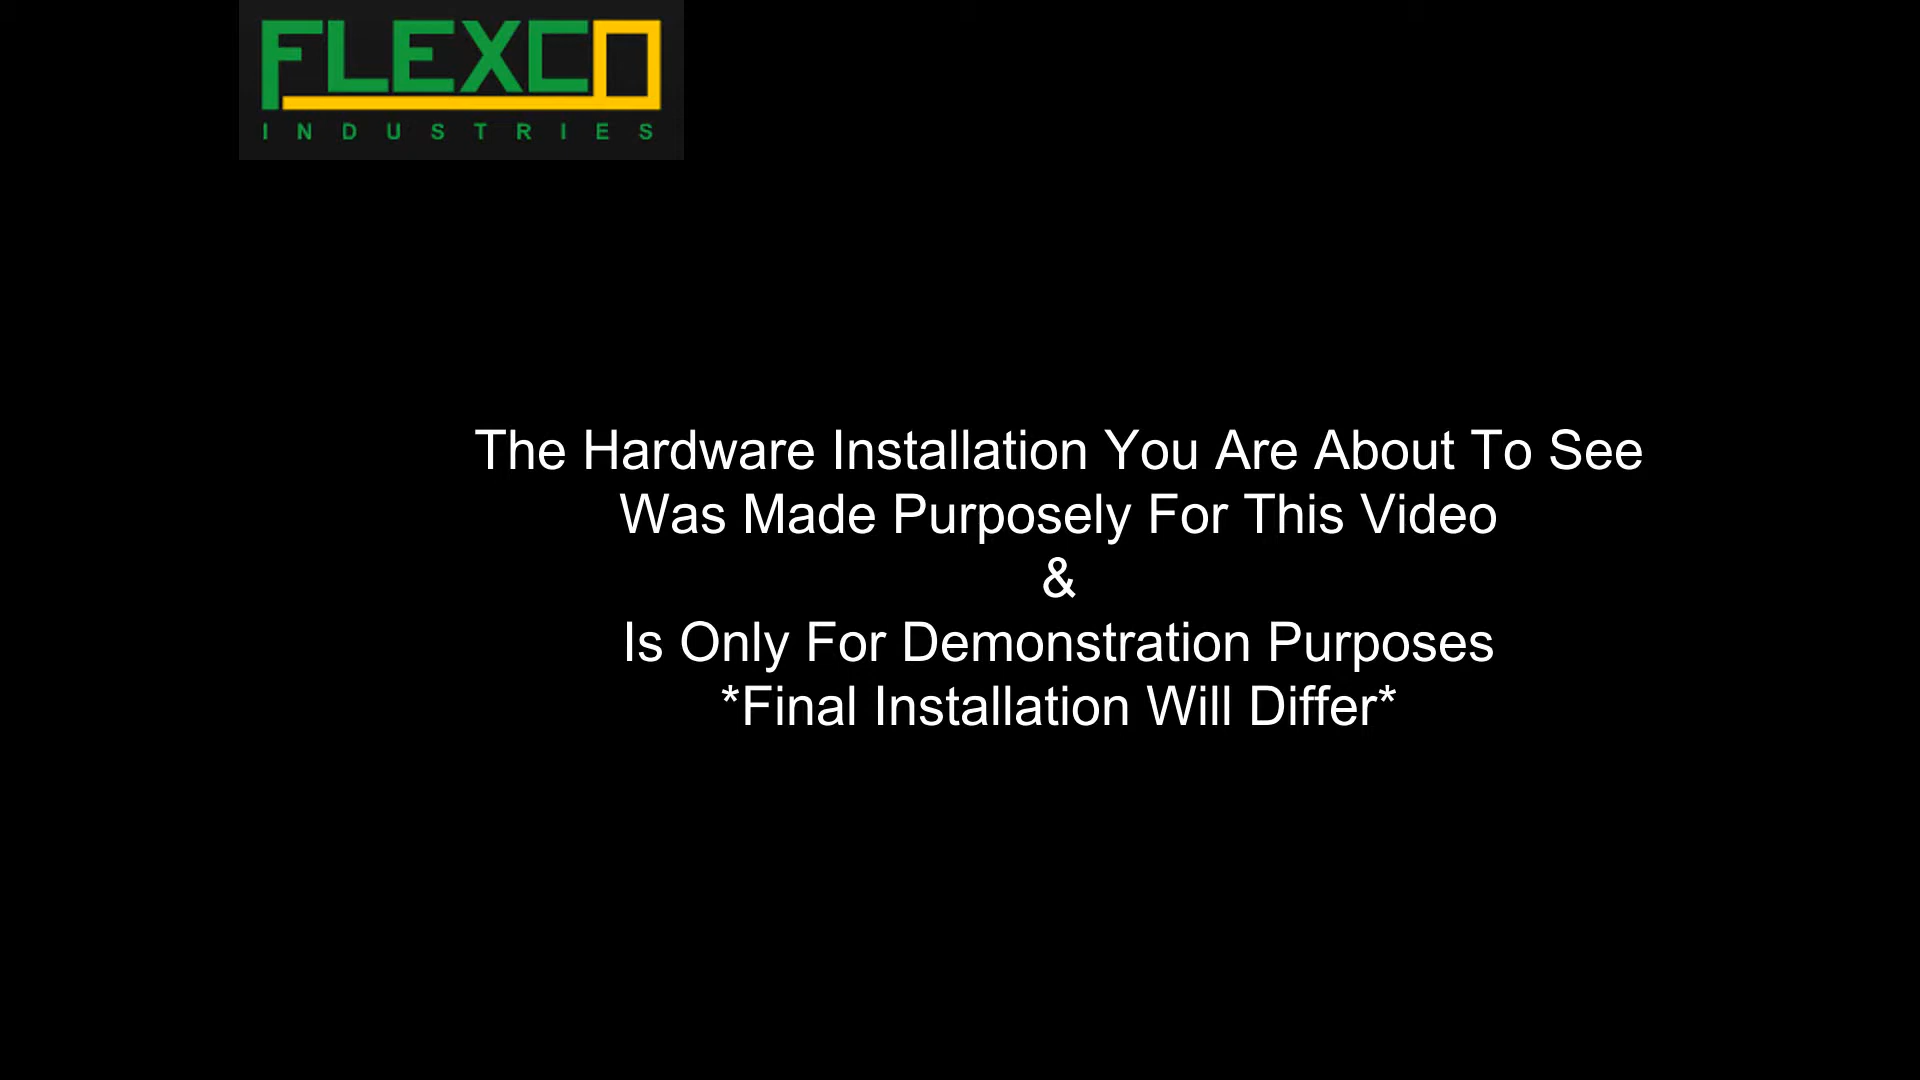 FLEXCO
INDUSTRIES
The Hardware Installation You Are About To See
Was Made Purposely For This Video
&
Is Only For Demonstration Purposes
*Final Installation Will Differ*